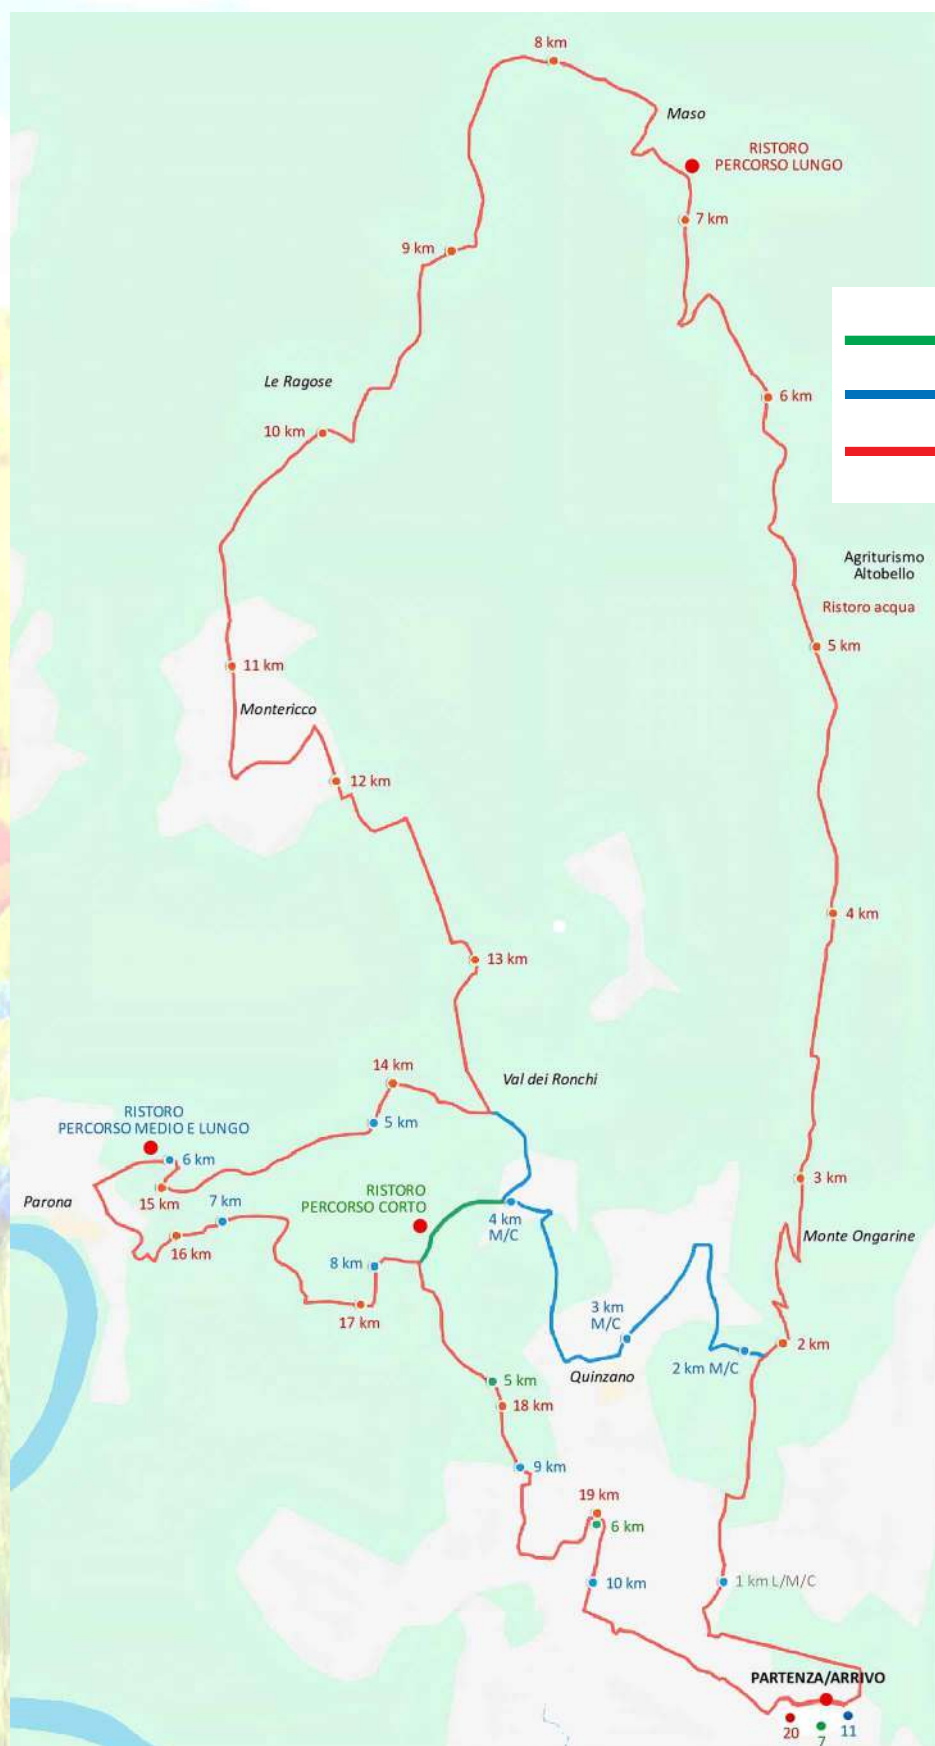 8 km
Maso
RISTORO
PERCORSO LUNGO
7 km
9 km
Le Ragose
6 km
10 km
Agriturismo
Altobello
Ristoro acqua
5 km
11 km
Montericco
12 km
4 km
13 km
14 km
Val dei Ronchi
RISTORO
PERCORSO MEDIO E LUNGO
5 km
6 km
Parona
15 km
7 km
RISTORO
PERCORSO CORTO
4 km
M/C
3 km
16 km
Monte Ongarine
8 km
17 km
3 km
M/C
2 km
2 km M/C
Quinzano
5 km
18 km
9 km
19 km
6 km
10 km
1 km L/M/C
PARTENZA/ARRIVO
20
7
11